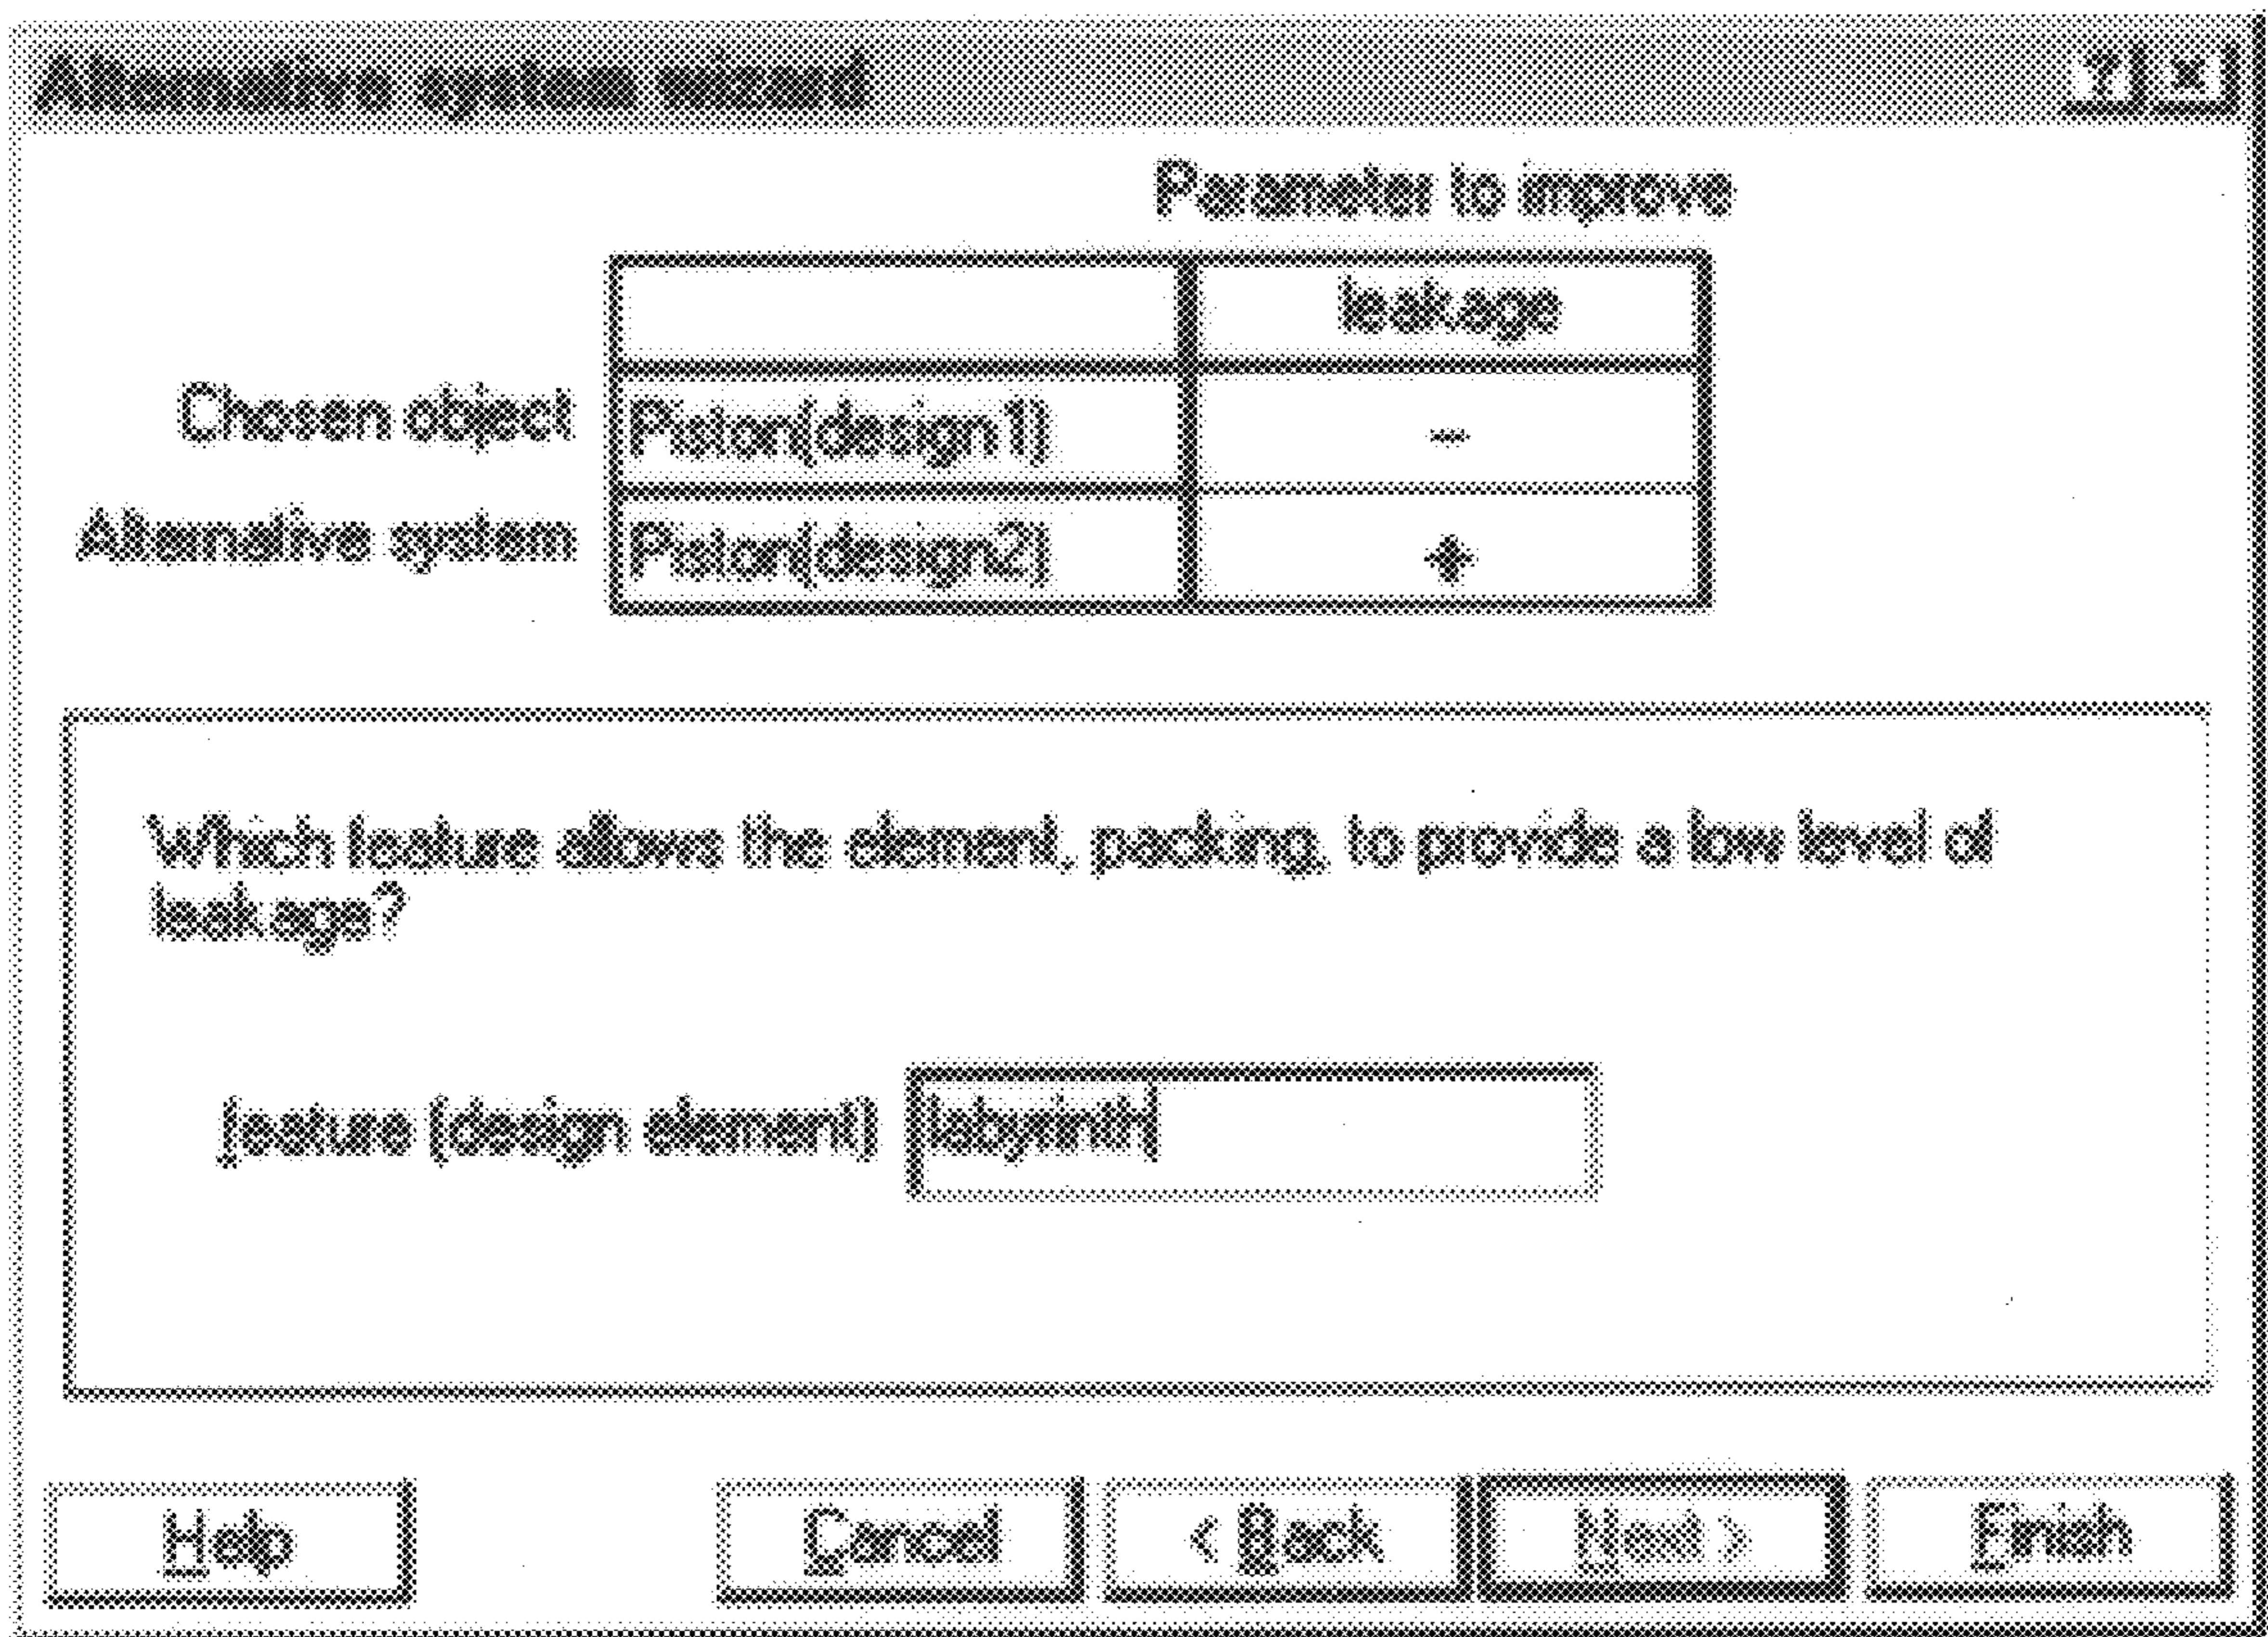 Alternative system wizard ? ×
Parameter to improve
leakage
Chosen object Piston(design1) -
Alternative system Piston(design2) +
Which feature allows the element, packing, to provide a low level of
leakage?
feature (design element) labyrinth
Help Cancel < Back Next > Finish